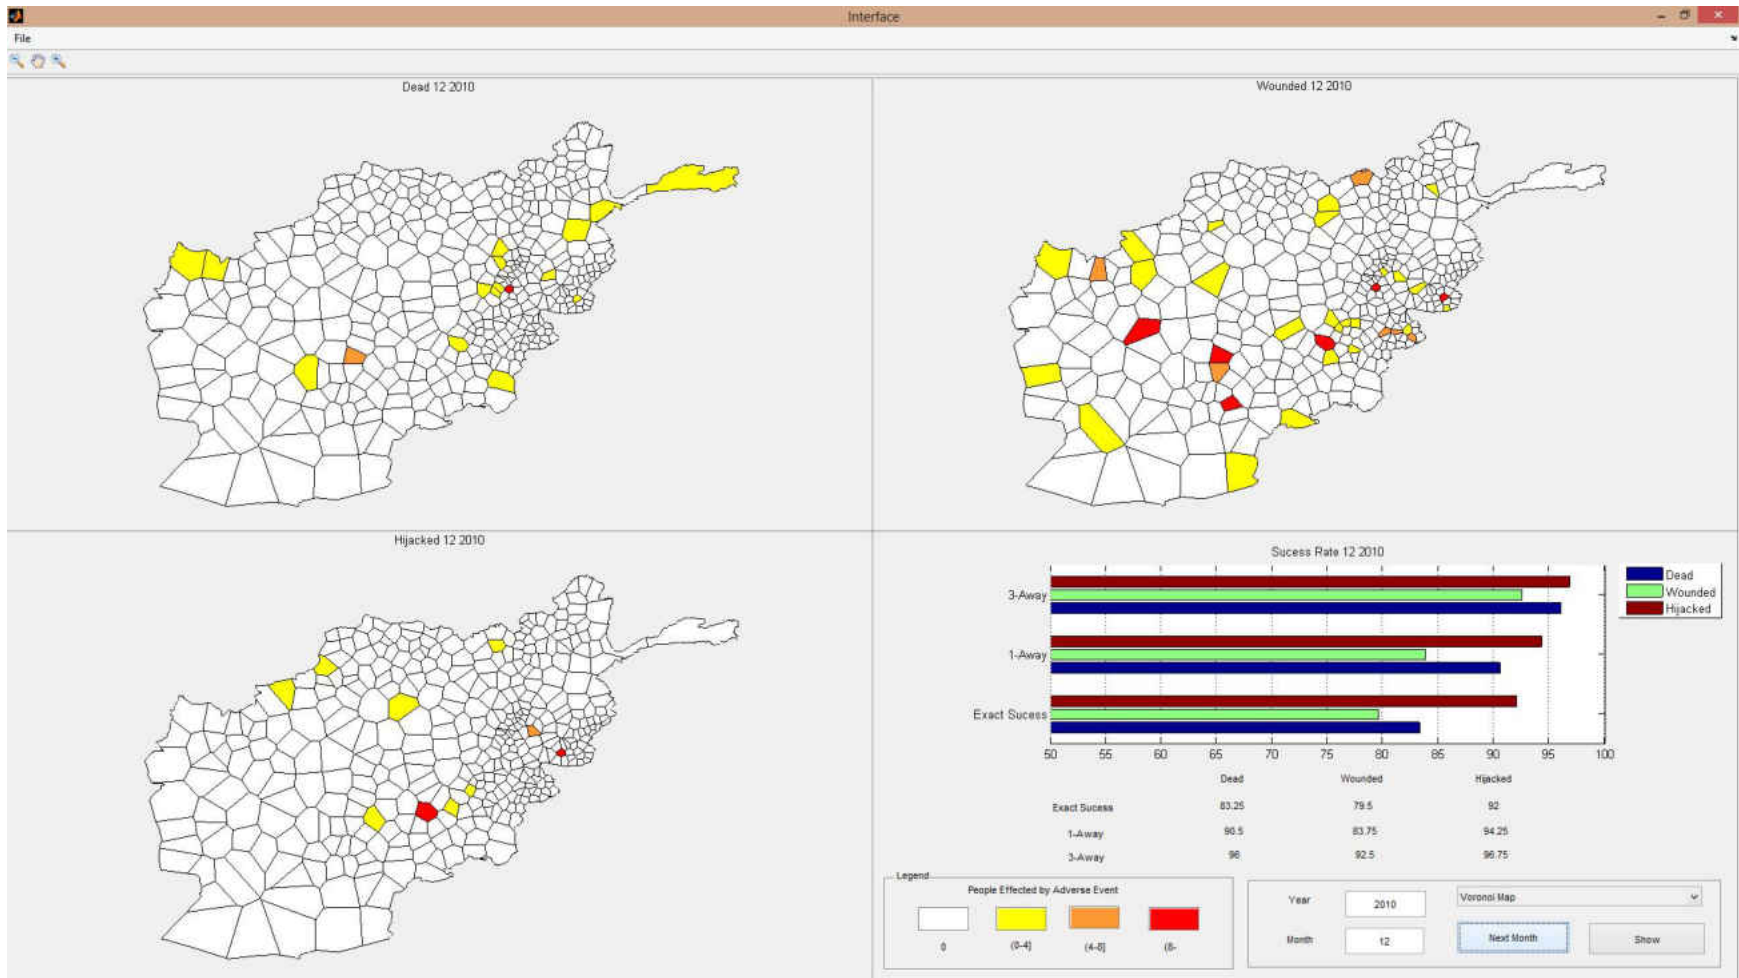 Interface
File
Dead 12 2010
Wounded 12 2010
Hijacked 12 2010
Sucess Rate 12 2010
Dead
Wounded
Hijacked
3-Away
1-Away
Exact Sucess
50 55 60 65 70 75 80 85 90 95 100
Dead Wounded Hijacked
Exact Sucess 83.25 79.5 92
1-Away 90.5 83.75 94.25
3-Away 96 92.5 96.75
Legend
People Effected by Adverse Event
0 (0-4] (4-8] (8-
Year 2010 Voronoi Map
Month 12 Next Month Show